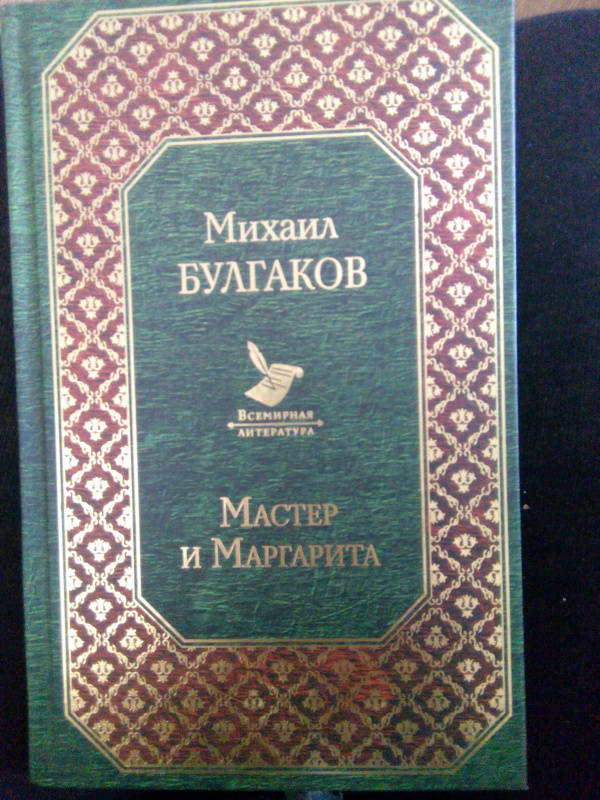 Михаил
БУЛГАКОВ
Всемирная
литература
Мастер
и Маргарита